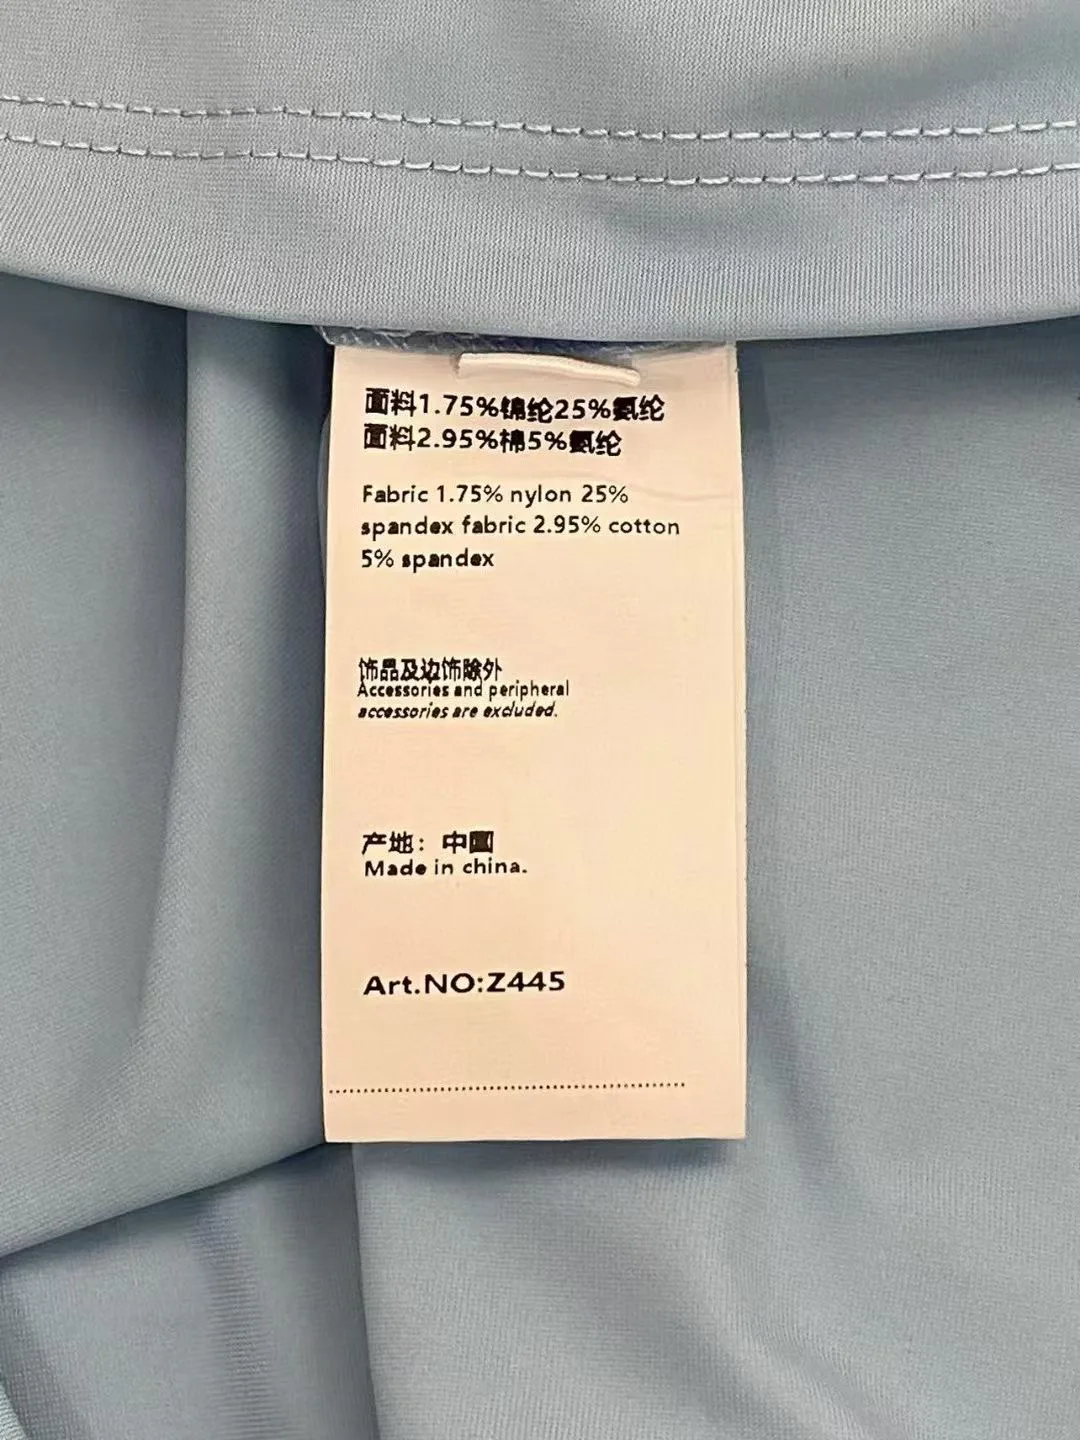 面料1.75%锦纶25%氨纶
面料2.95%棉5%氨纶
Fabric 1.75% nylon 25%
spandex fabric 2.95% cotton
5% spandex
饰品及边饰除外
Accessories and peripheral
accessories are excluded.
产地：中国
Made in china.
Art.NO:Z445